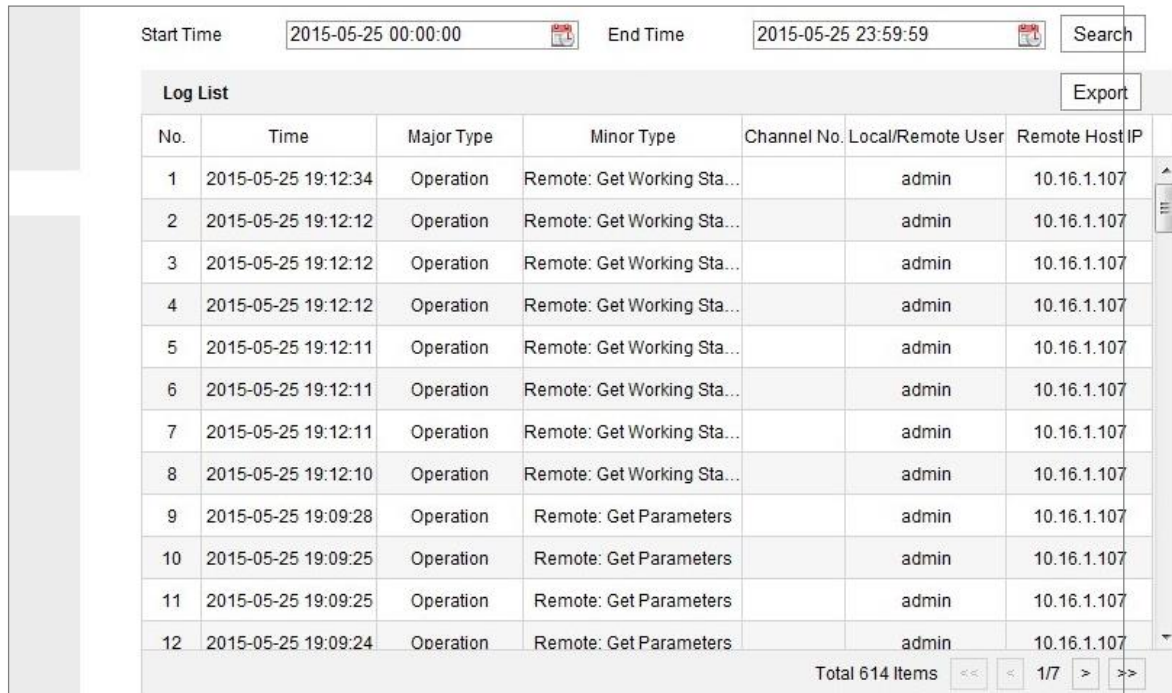 Start Time 2015-05-25 00:00:00 End Time 2015-05-25 23:59:59 Search
Log List Export
No. Time Major Type Minor Type Channel No. Local/Remote User Remote Host IP
1 2015-05-25 19:12:34 Operation Remote: Get Working Sta... admin 10.16.1.107
2 2015-05-25 19:12:12 Operation Remote: Get Working Sta... admin 10.16.1.107
3 2015-05-25 19:12:12 Operation Remote: Get Working Sta... admin 10.16.1.107
4 2015-05-25 19:12:12 Operation Remote: Get Working Sta... admin 10.16.1.107
5 2015-05-25 19:12:11 Operation Remote: Get Working Sta... admin 10.16.1.107
6 2015-05-25 19:12:11 Operation Remote: Get Working Sta... admin 10.16.1.107
7 2015-05-25 19:12:11 Operation Remote: Get Working Sta... admin 10.16.1.107
8 2015-05-25 19:12:10 Operation Remote: Get Working Sta... admin 10.16.1.107
9 2015-05-25 19:09:28 Operation Remote: Get Parameters admin 10.16.1.107
10 2015-05-25 19:09:25 Operation Remote: Get Parameters admin 10.16.1.107
11 2015-05-25 19:09:25 Operation Remote: Get Parameters admin 10.16.1.107
12 2015-05-25 19:09:24 Operation Remote: Get Parameters admin 10.16.1.107
Total 614 Items << < 1/7 > >>